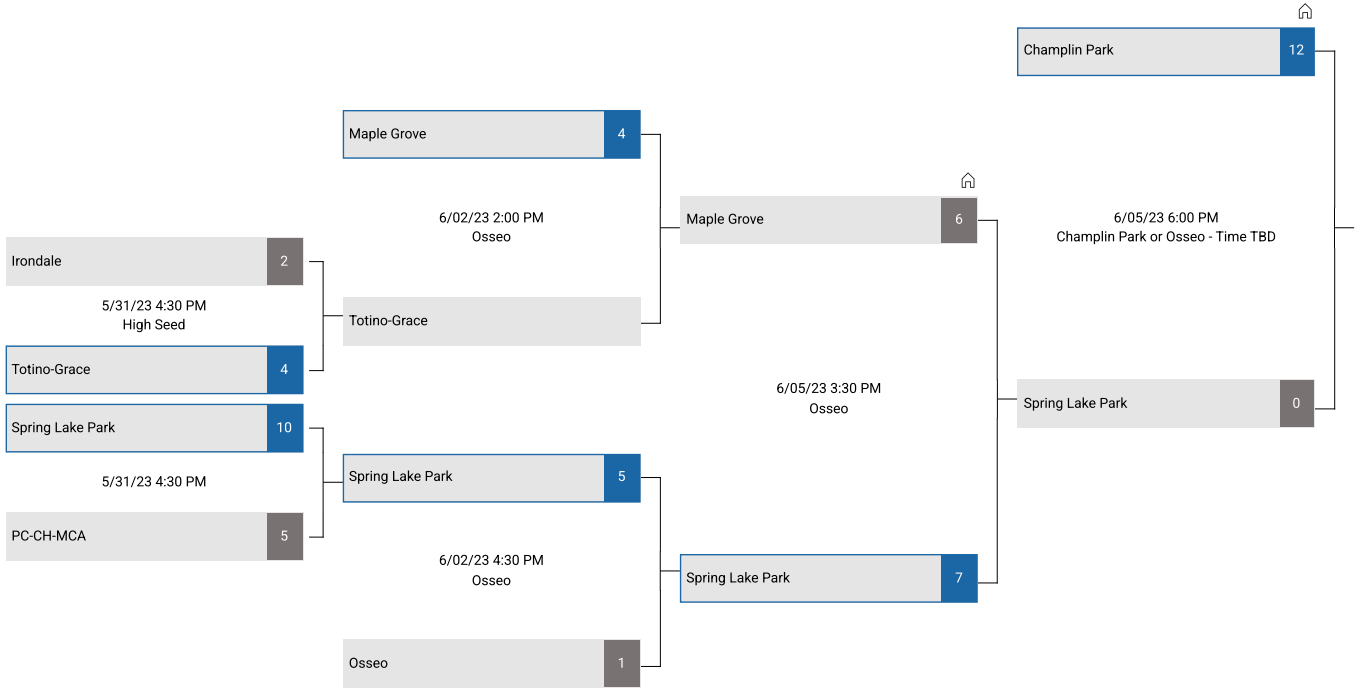 Irondale 2
5/31/23 4:30 PM
High Seed
Totino-Grace 4
Spring Lake Park 10
5/31/23 4:30 PM
PC-CH-MCA 5
Maple Grove 4
6/02/23 2:00 PM
Osseo
Totino-Grace
Spring Lake Park 5
6/02/23 4:30 PM
Osseo
Osseo 1
Maple Grove 6
6/05/23 3:30 PM
Osseo
Spring Lake Park 7
Champlin Park 12
6/05/23 6:00 PM
Champlin Park or Osseo - Time TBD
Spring Lake Park 0